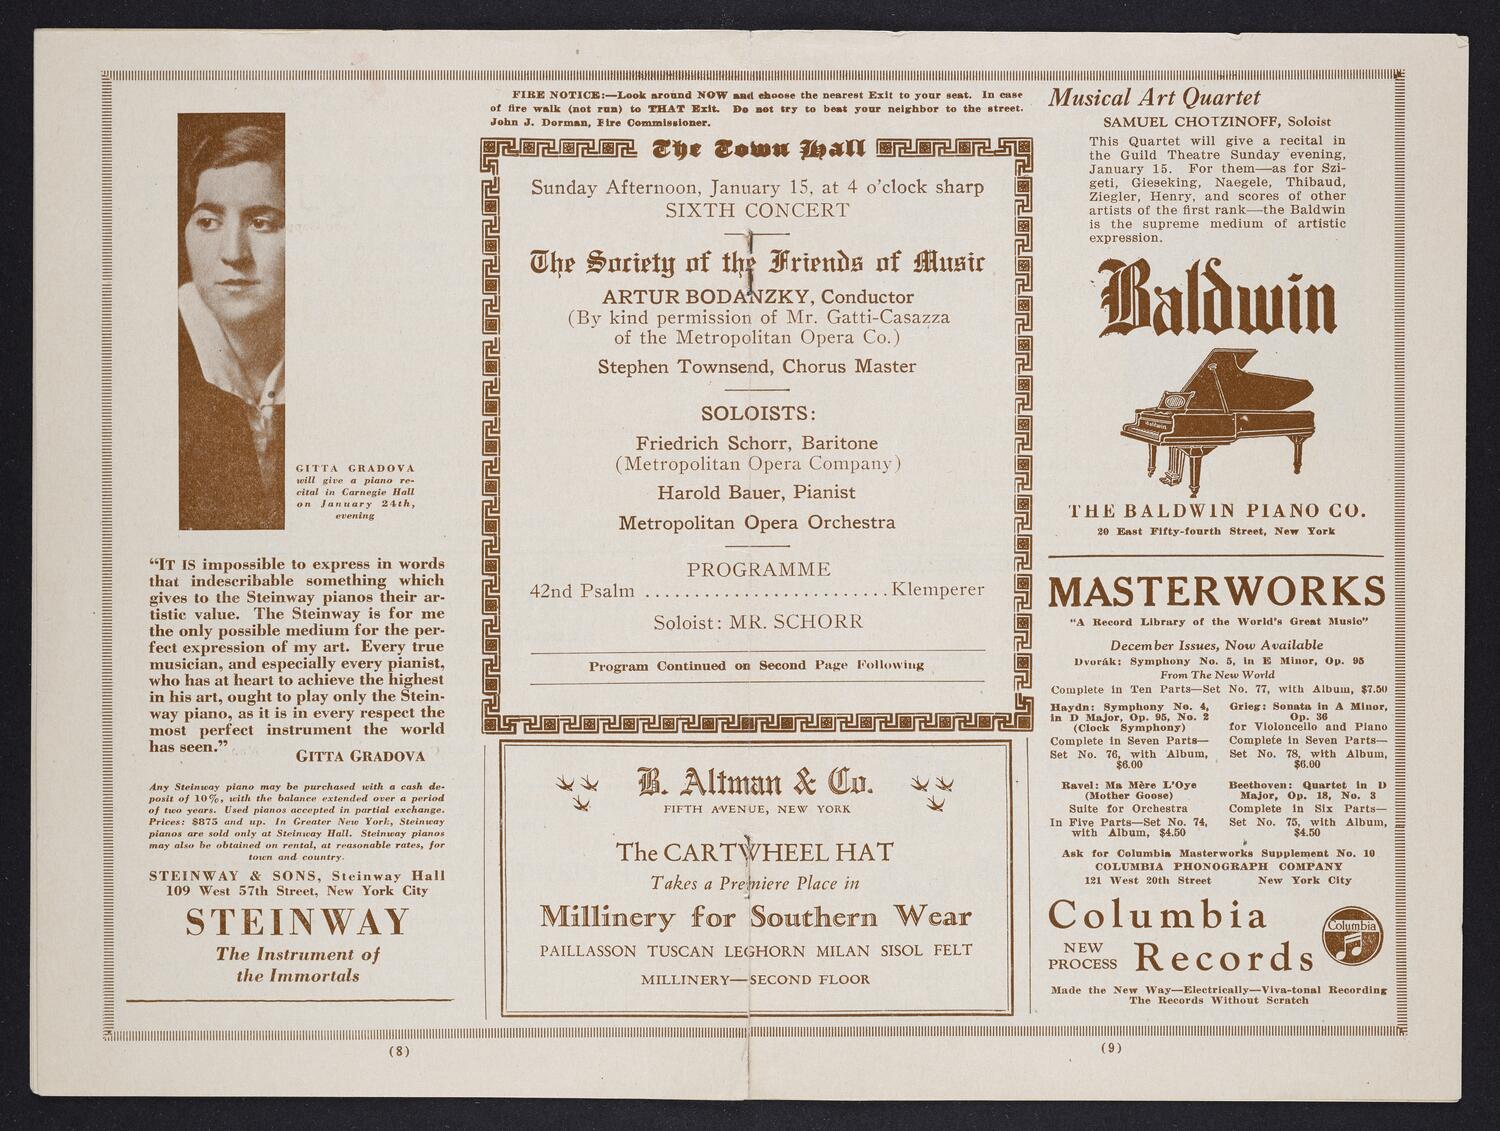 GITTA GRADOVA
will give a piano re-
cital in Carnegie Hall
on January 24th,
evening
“IT IS impossible to express in words
that indescribable something which
gives to the Steinway pianos their ar-
tistic value. The Steinway is for me
the only possible medium for the per-
fect expression of my art. Every true
musician, and especially every pianist,
who has at heart to achieve the highest
in his art, ought to play only the Stein-
way piano, as it is in every respect the
most perfect instrument the world
has seen.”
GITTA GRADOVA
Any Steinway piano may be purchased with a cash de-
posit of 10%, with the balance extended over a period
of two years. Used pianos accepted in partial exchange.
Prices: $875 and up. In Greater New York, Steinway
pianos are sold only at Steinway Hall. Steinway pianos
may also be obtained on rental, at reasonable rates, for
town and country.
STEINWAY & SONS, Steinway Hall
109 West 57th Street, New York City
STEINWAY
The Instrument of
the Immortals
(8)
FIRE NOTICE:—Look around NOW and choose the nearest Exit to your seat. In case
of fire walk (not run) to THAT Exit. Do not try to beat your neighbor to the street.
John J. Dorman, Fire Commissioner.
The Town Hall
Sunday Afternoon, January 15, at 4 o'clock sharp
SIXTH CONCERT
The Society of the Friends of Music
ARTUR BODANZKY, Conductor
(By kind permission of Mr. Gatti-Casazza
of the Metropolitan Opera Co.)
Stephen Townsend, Chorus Master
SOLOISTS:
Friedrich Schorr, Baritone
(Metropolitan Opera Company)
Harold Bauer, Pianist
Metropolitan Opera Orchestra
PROGRAMME
42nd Psalm ........................Klemperer
Soloist: MR. SCHORR
Program Continued on Second Page Following
B. Altman & Co.
FIFTH AVENUE, NEW YORK
The CARTWHEEL HAT
Takes a Premiere Place in
Millinery for Southern Wear
PAILLASSON TUSCAN LEGHORN MILAN SISOL FELT
MILLINERY—SECOND FLOOR
Musical Art Quartet
SAMUEL CHOTZINOFF, Soloist
This Quartet will give a recital in
the Guild Theatre Sunday evening,
January 15. For them—as for Szi-
geti, Gieseking, Naegele, Thibaud,
Ziegler, Henry, and scores of other
artists of the first rank—the Baldwin
is the supreme medium of artistic
expression.
Baldwin
Baldwin
THE BALDWIN PIANO CO.
20 East Fifty-fourth Street, New York
MASTERWORKS
"A Record Library of the World's Great Music"
December Issues, Now Available
Dvorák: Symphony No. 5, in E Minor, Op. 95
From The New World
Complete in Ten Parts—Set No. 77, with Album, $7.50
Haydn: Symphony No. 4,
in D Major, Op. 95, No. 2
(Clock Symphony)
Complete in Seven Parts—
Set No. 76, with Album,
$6.00
Grieg: Sonata in A Minor,
Op. 36
for Violoncello and Piano
Complete in Seven Parts—
Set No. 78, with Album,
$6.00
Ravel: Ma Mère L'Oye
(Mother Goose)
Suite for Orchestra
In Five Parts—Set No. 74,
with Album, $4.50
Beethoven: Quartet in D
Major, Op. 18, No. 3
Complete in Six Parts—
Set No. 75, with Album,
$4.50
Ask for Columbia Masterworks Supplement No. 10
COLUMBIA PHONOGRAPH COMPANY
121 West 20th Street New York City
Columbia
NEW
PROCESS
Records
Columbia
Made the New Way—Electrically—Viva-tonal Recording
The Records Without Scratch
(9)